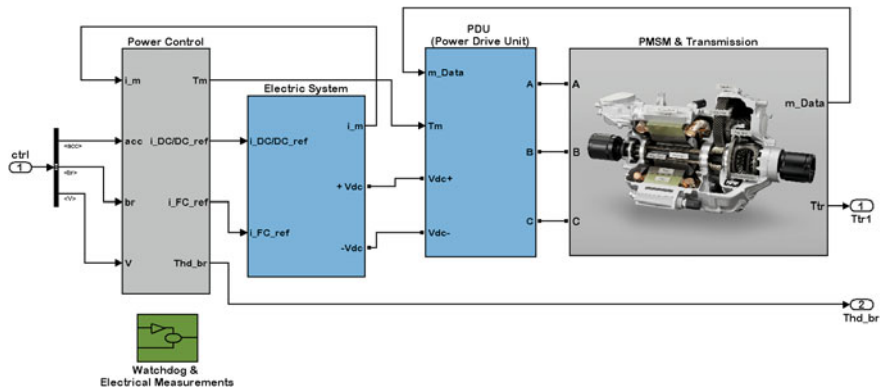 PDU
(Power Drive Unit)
Power Control
PMSM & Transmission
Electric System
ctrl
1
<acc>
<Br>
<V>
i_m
acc
br
V
Tm
i_DC/DC_ref
i_FC_ref
Thd_br
i_DC/DC_ref
i_FC_ref
i_m
+ Vdc
-Vdc
m_Data
Tm
Vdc+
Vdc-
A
B
C
A
B
C
m_Data
Ttr
1
Ttr1
2
Thd_br
Watchdog &
Electrical Measurements